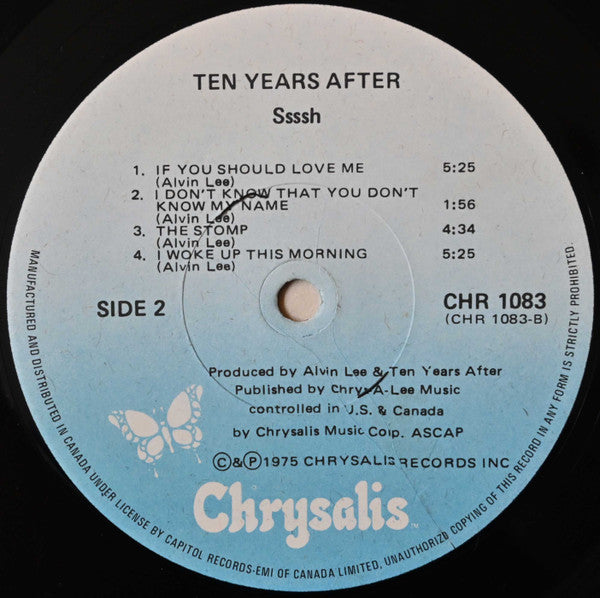 TEN YEARS AFTER
Ssssh
1. IF YOU SHOULD LOVE ME 5:25
(Alvin Lee)
2. I DON'T KNOW THAT YOU DON'T
KNOW MY NAME 1:56
(Alvin Lee)
3. THE STOMP 4:34
(Alvin Lee)
4. I WOKE UP THIS MORNING 5:25
(Alvin Lee)
SIDE 2
CHR 1083
(CHR 1083-B)
Produced by Alvin Lee & Ten Years After
Published by Chrys-A-Lee Music
controlled in U.S. & Canada
by Chrysalis Music Corp. ASCAP
©&℗1975 CHRYSALIS RECORDS INC
Chrysalis™
MANUFACTURED AND DISTRIBUTED IN CANADA UNDER LICENSE BY CAPITOL RECORDS-EMI OF CANADA LIMITED, UNAUTHORIZED COPYING OF THIS RECORD IN ANY FORM IS STRICTLY PROHIBITED.